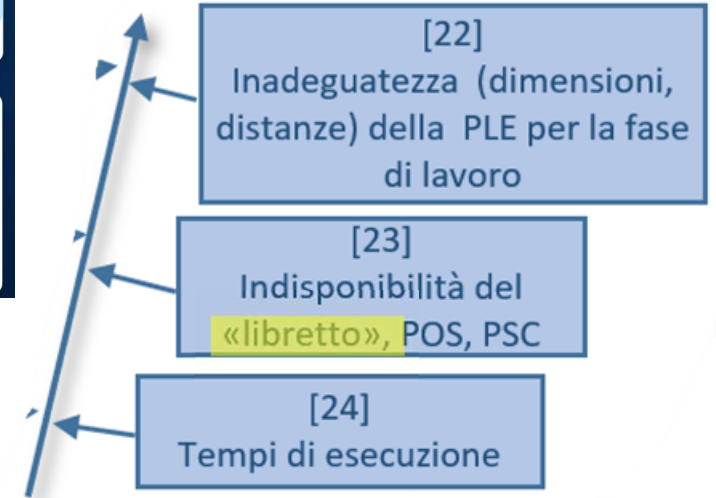 [22]
Inadeguatezza (dimensioni,
distanze) della PLE per la fase
di lavoro
[23]
Indisponibilità del
«libretto», POS, PSC
[24]
Tempi di esecuzione